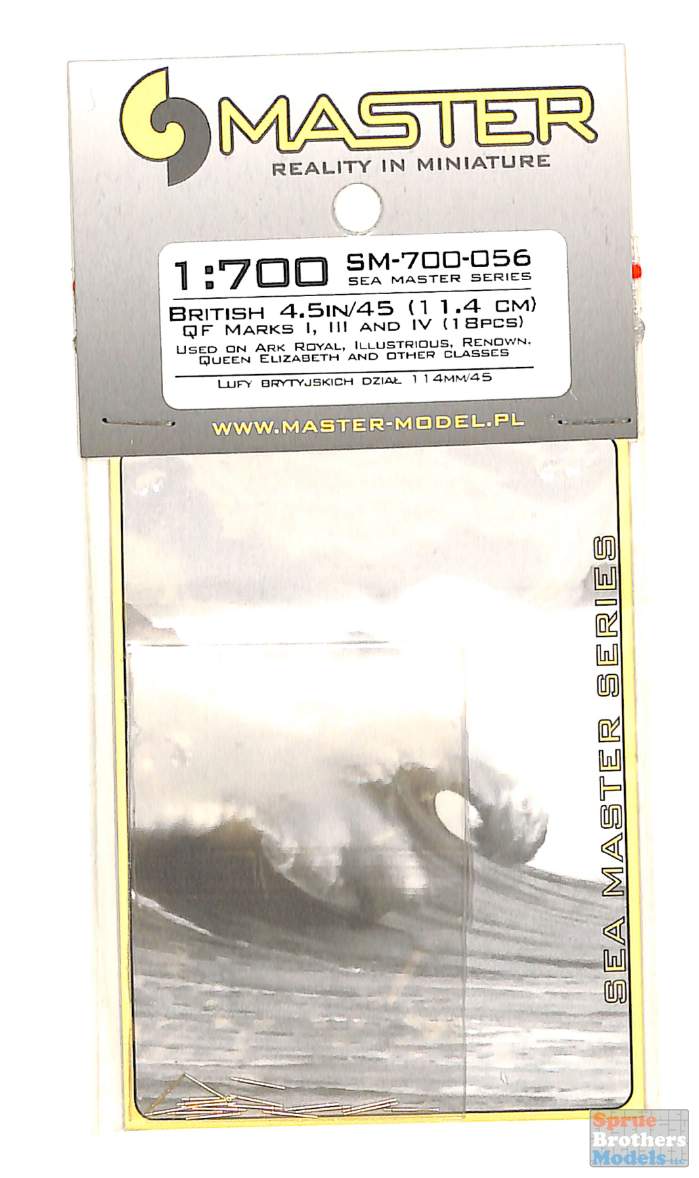 MASTER
REALITY IN MINIATURE
1:700
SM-700-056
SEA MASTER SERIES
BRITISH 4.5IN/45 (11.4 CM)
QF MARKS I, III AND IV (18PCS)
USED ON ARK ROYAL, ILLUSTRIOUS, RENOWN,
QUEEN ELIZABETH AND OTHER CLASSES
LUFY BRYTYJSKICH DZIAŁ 114MM/45
WWW.MASTER-MODEL.PL
SEA MASTER SERIES
Sprue
Brothers
Models LLC